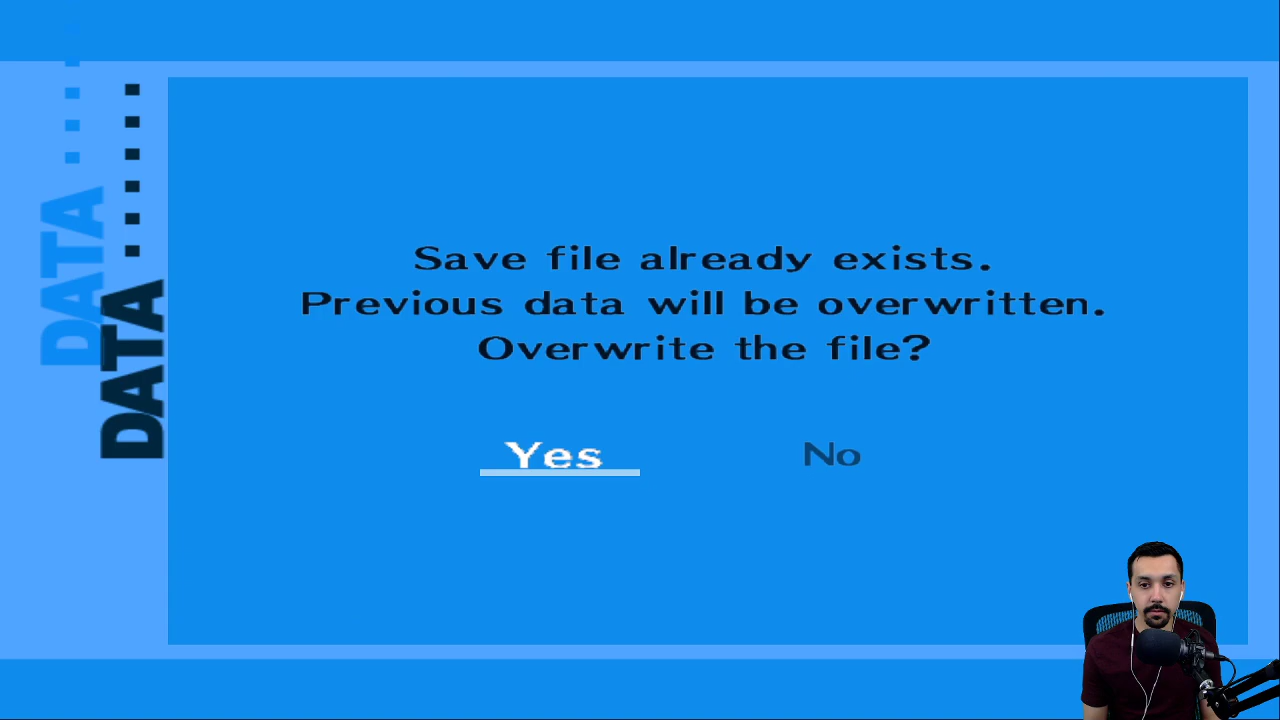 DATA
DATA
Save file already exists.
Previous data will be overwritten.
Overwrite the file?
Yes
No